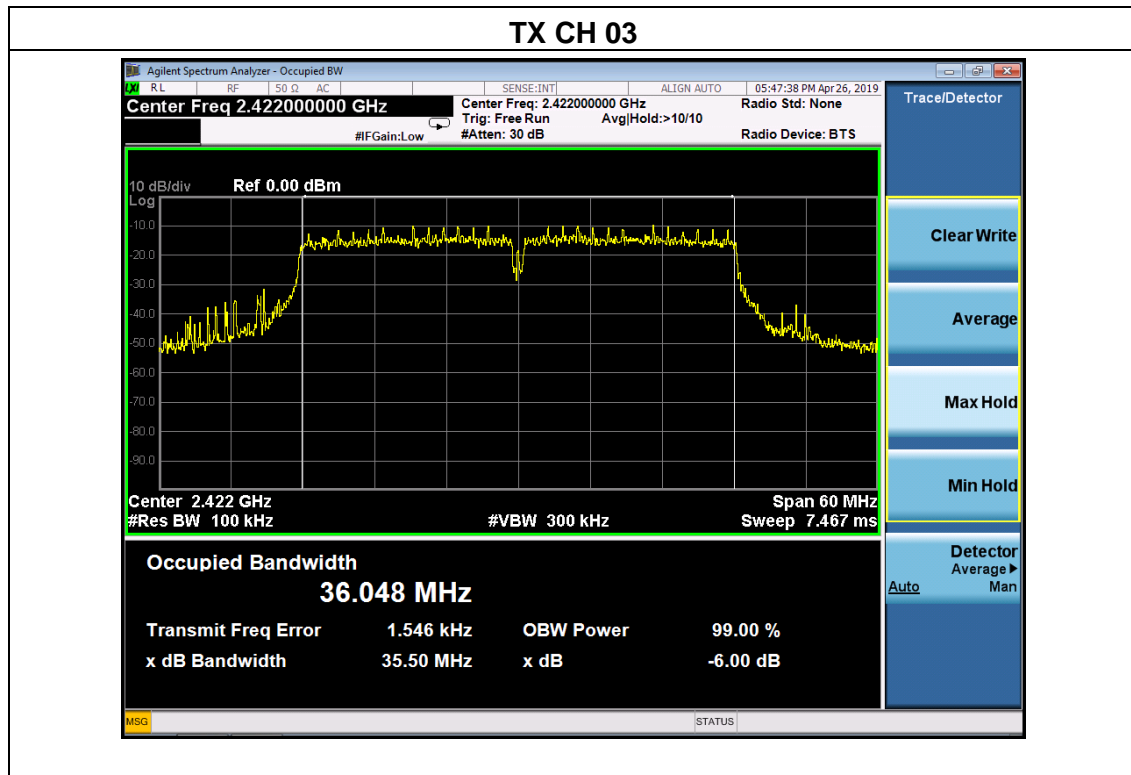 TX CH 03
Agilent Spectrum Analyzer - Occupied BW
LXI RL RF 50 Ω AC SENSE:INT ALIGN AUTO 05:47:38 PM Apr 26, 2019
Center Freq 2.422000000 GHz
Center Freq: 2.422000000 GHz Radio Std: None
Trig: Free Run Avg|Hold:>10/10
#IFGain:Low #Atten: 30 dB Radio Device: BTS
10 dB/div Ref 0.00 dBm
Log
-10.0
-20.0
-30.0
-40.0
-50.0
-60.0
-70.0
-80.0
-90.0
Center 2.422 GHz Span 60 MHz
#Res BW 100 kHz #VBW 300 kHz Sweep 7.467 ms
Occupied Bandwidth
36.048 MHz
Transmit Freq Error 1.546 kHz OBW Power 99.00 %
x dB Bandwidth 35.50 MHz x dB -6.00 dB
Trace/Detector
Clear Write
Average
Max Hold
Min Hold
Detector
Average▶
Auto Man
MSG STATUS